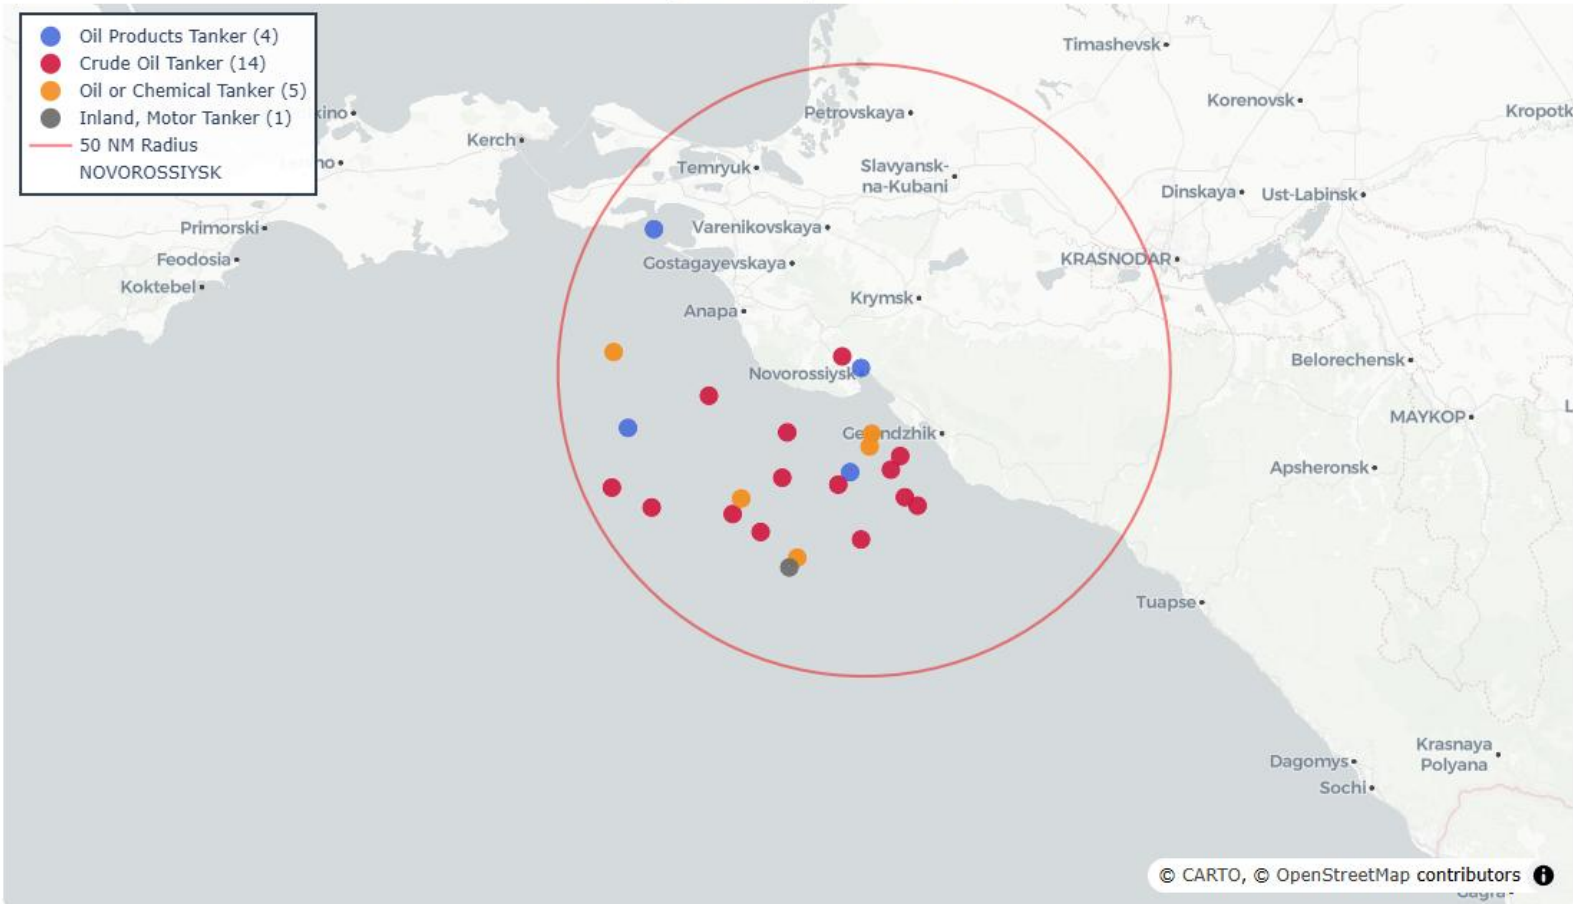 Oil Products Tanker (4)
Crude Oil Tanker (14)
Oil or Chemical Tanker (5)
Inland, Motor Tanker (1)
50 NM Radius
NOVOROSSIYSK
Timashevsk
Korenovsk
Petrovskaya
Kerch
Temryuk
Slavyansk-
na-Kubani
Dinskaya
Ust-Labinsk
Primorski
Varenikovskaya
Feodosia
Gostagayevskaya
KRASNODAR
Koktebel
Krymsk
Anapa
Belorechensk
Novorossiysk
MAYKOP
Apsheronsk
Tuapse
Krasnaya
Polyana
Dagomys
Sochi
© CARTO, © OpenStreetMap contributors